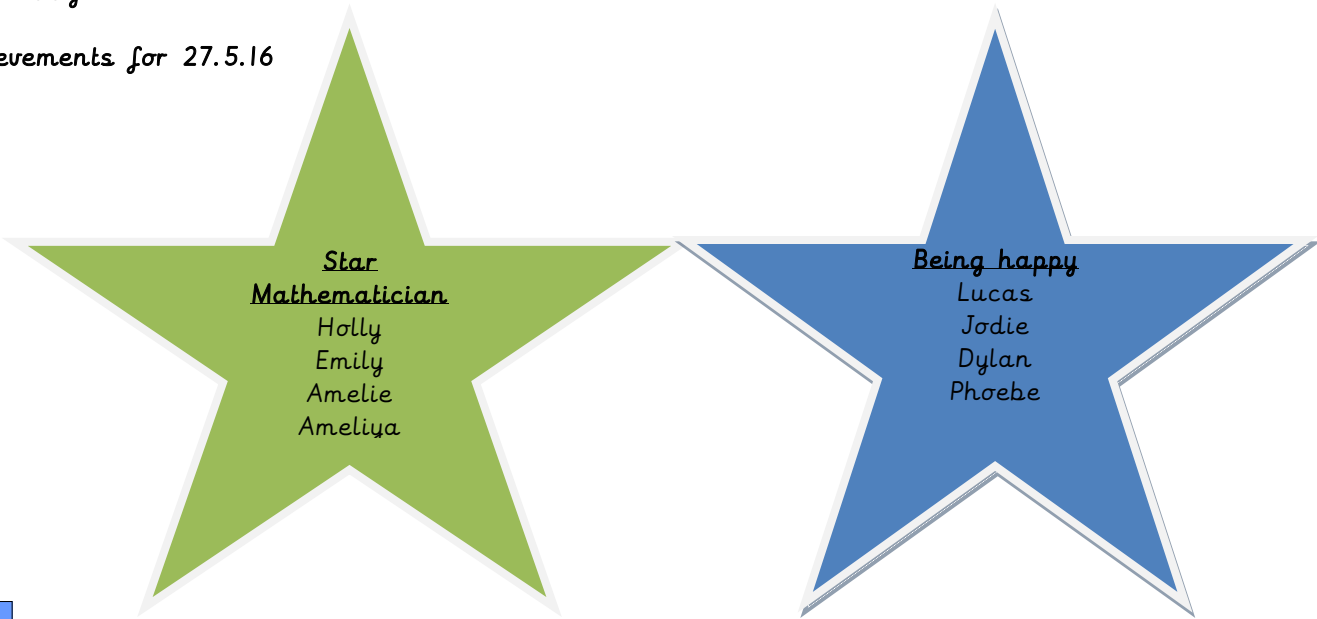 evements for 27.5.16
Star
Mathematician
Holly
Emily
Amelie
Ameliya
Being happy
Lucas
Jodie
Dylan
Phoebe